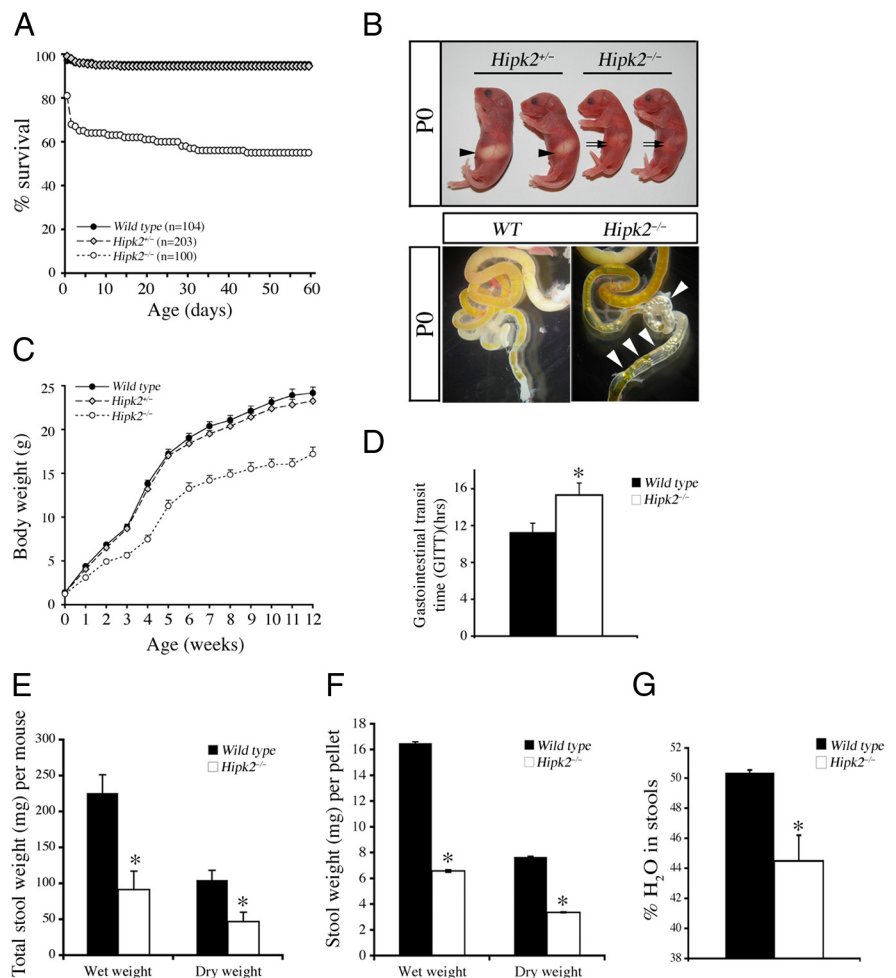 A
100
80
60
40
20
0
% survival
Wild type (n=104)
Hipk2+/− (n=203)
Hipk2−/− (n=100)
0 10 20 30 40 50 60
Age (days)
B
P0
Hipk2+/− Hipk2−/−
WT Hipk2−/−
P0
C
25
20
15
10
5
0
Body weight (g)
Wild type
Hipk2+/−
Hipk2−/−
0 1 2 3 4 5 6 7 8 9 10 11 12
Age (weeks)
D
Gastointestinal transit
time (GITT)(hrs)
16
12
8
4
0
*
Wild type
Hipk2−/−
E
Total stool weight (mg) per mouse
300
250
200
150
100
50
0
Wild type
Hipk2−/−
*
*
Wet weight Dry weight
F
Stool weight (mg) per pellet
18
16
14
12
10
8
6
4
2
0
Wild type
Hipk2−/−
*
*
Wet weight Dry weight
G
% H2O in stools
52
50
48
46
44
42
40
38
Wild type
Hipk2−/−
*